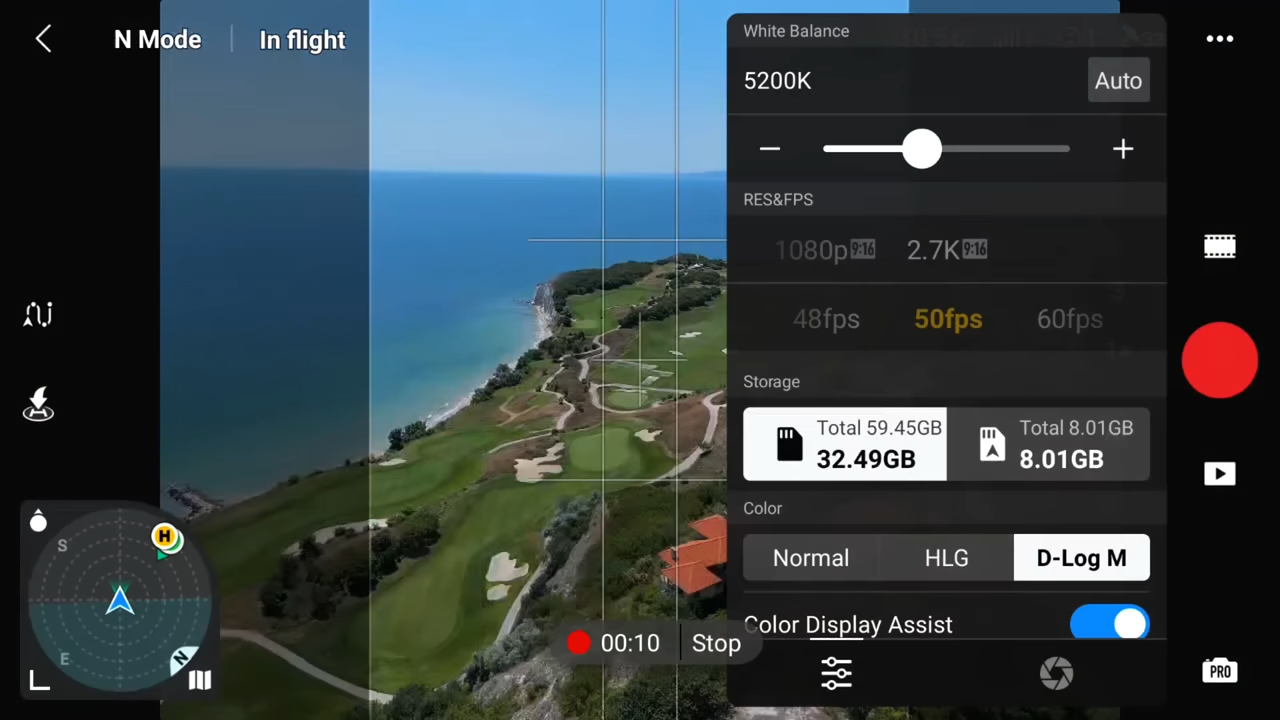 N Mode
In flight
White Balance
5200K
Auto
RES&FPS
1080p 9:16
2.7K 9:16
48fps
50fps
60fps
Storage
Total 59.45GB
32.49GB
Total 8.01GB
8.01GB
Color
Normal
HLG
D-Log M
Color Display Assist
00:10
Stop
S
H
E
N
PRO